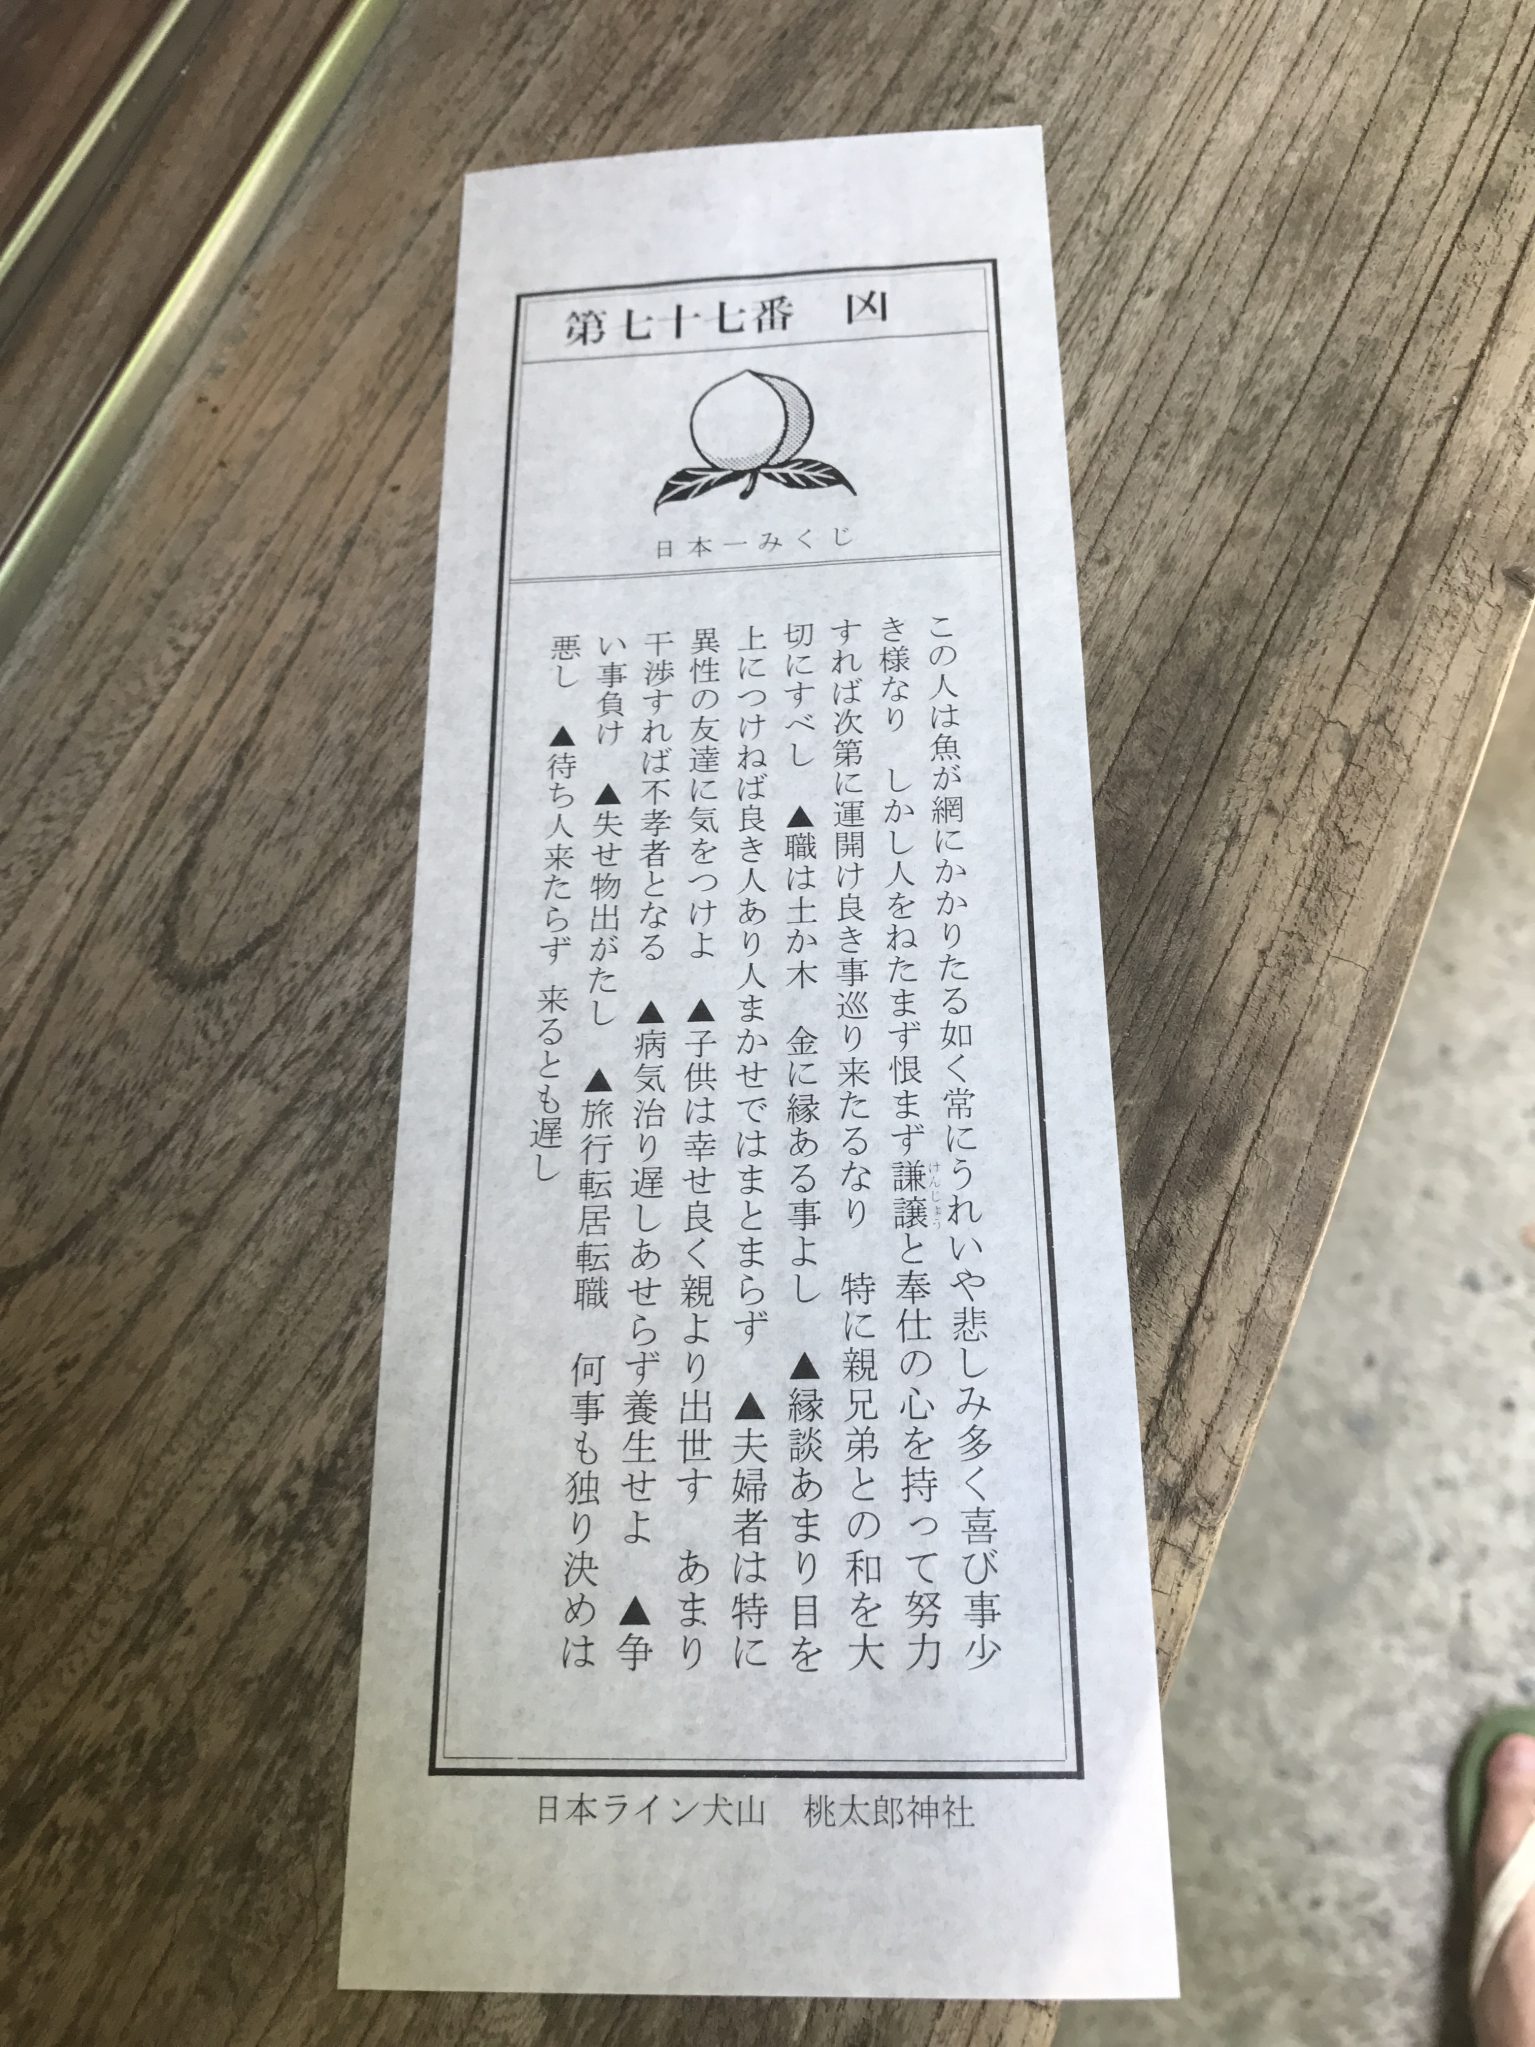 第七十七番　凶
日本一みくじ
この人は魚が網にかかりたる如く常にうれいや悲しみ多く喜び事少
き様なり　しかし人をねたまず恨まず謙譲と奉仕の心を持って努力
けんじょう
すれば次第に運開け良き事巡り来たるなり　特に親兄弟との和を大
切にすべし　▲職は土か木　金に縁ある事よし　▲縁談あまり目を
上につけねば良き人あり人まかせではまとまらず　▲夫婦者は特に
異性の友達に気をつけよ　▲子供は幸せ良く親より出世す　あまり
干渉すれば不孝者となる　▲病気治り遅しあせらず養生せよ　▲争
い事負け　▲失せ物出がたし　▲旅行転居転職　何事も独り決めは
悪し　▲待ち人来たらず 来るとも遅し
日本ライン犬山　桃太郎神社